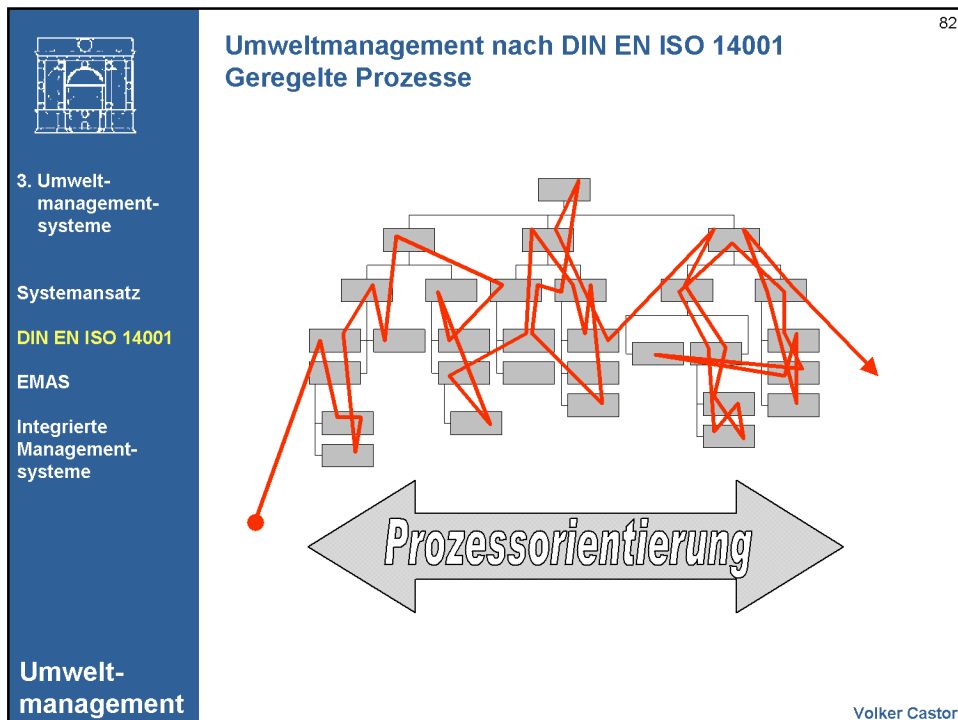 82
Umweltmanagement nach DIN EN ISO 14001
Geregelte Prozesse
3. Umwelt-
management-
systeme
Systemansatz
DIN EN ISO 14001
EMAS
Integrierte
Management-
systeme
Prozessorientierung
Umwelt-
management
Volker Castor